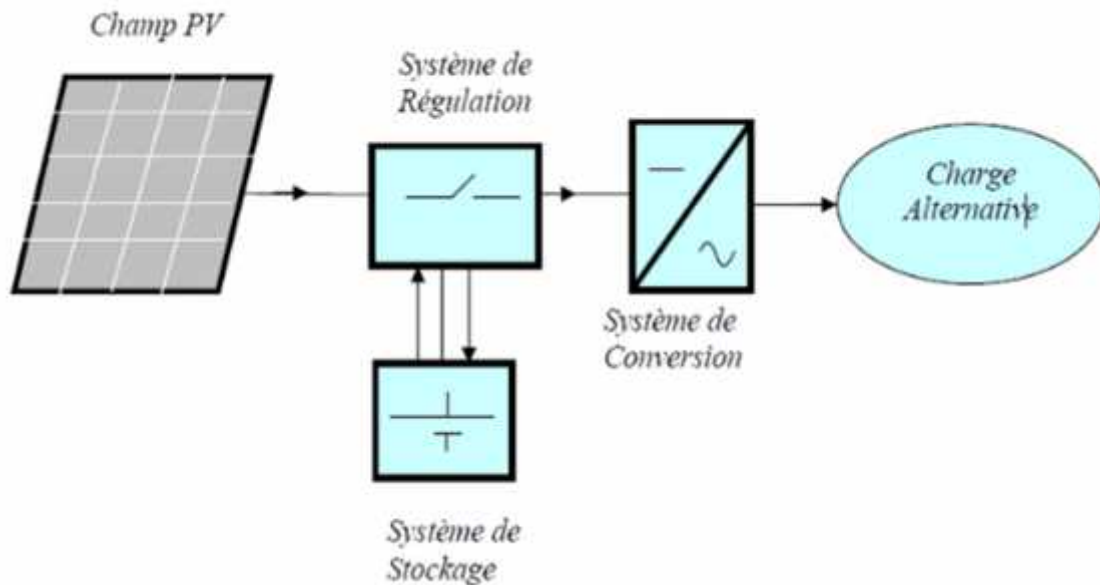 Champ PV
Système de
Régulation
Charge
Alternative
Système de
Conversion
Système de
Stockage